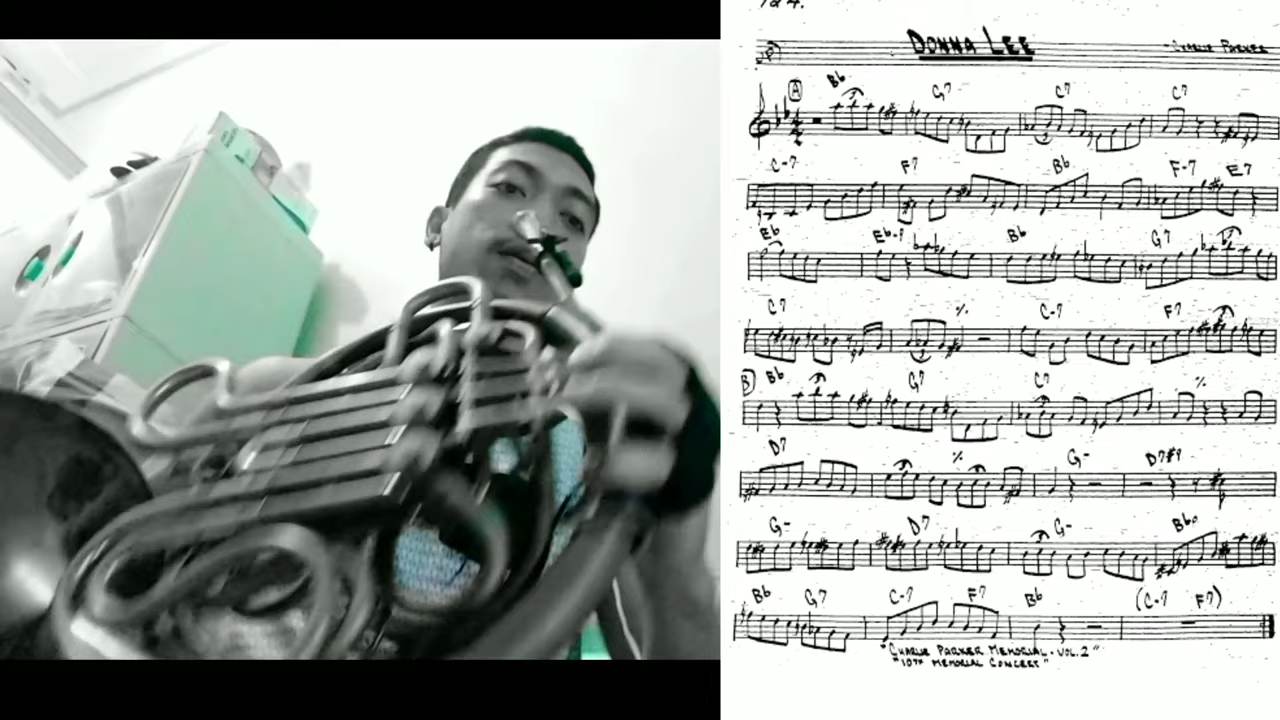 DONNA LEE
- CHARLIE PARKER
A
Bb G7 C7 C7
C-7 F7 Bb F-7 E7
Eb Eb-7 Bb G7
C7 ٪ C-7 F7
B
Bb G7 C7 ٪
D7 ٪ G- D7#9
G- D7 G- Bbo
Bb G7 C-7 F7 Bb (C-7 F7)
"CHARLIE PARKER MEMORIAL - VOL. 2"
"10TH MEMORIAL CONCERT"